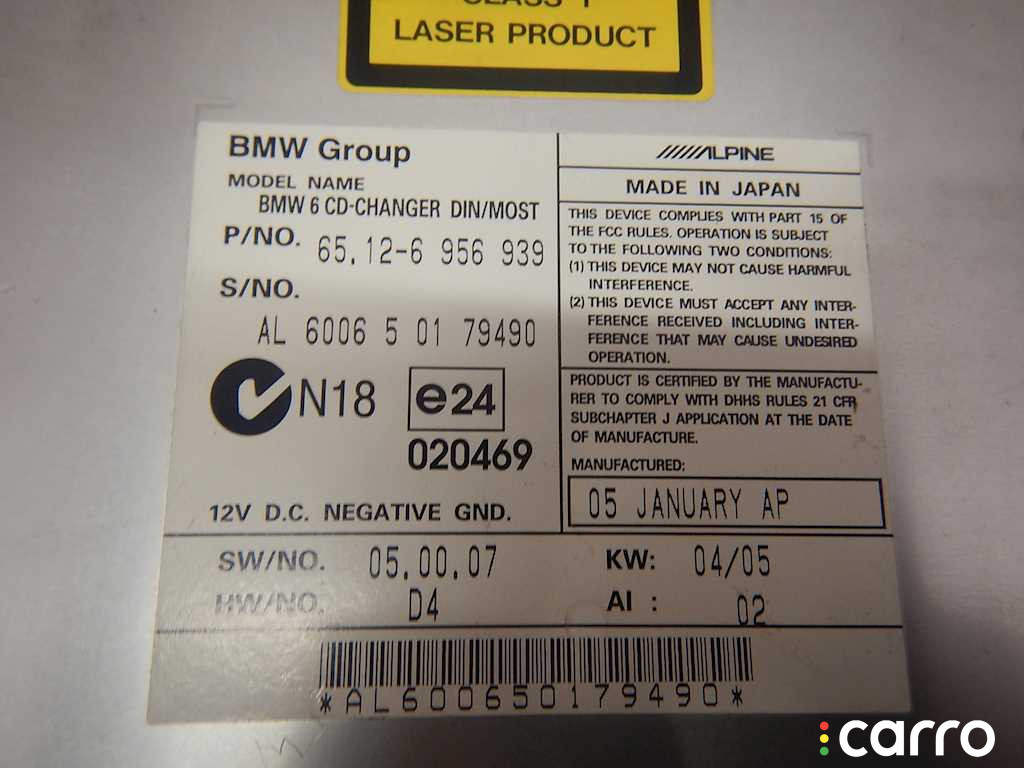 CLASS 1
LASER PRODUCT
BMW Group
MODEL NAME
BMW 6 CD-CHANGER DIN/MOST
P/NO. 65.12-6 956 939
S/NO.
AL 6006 5 01 79490
N18
e24
020469
12V D.C. NEGATIVE GND.
ALPINE
MADE IN JAPAN
THIS DEVICE COMPLIES WITH PART 15 OF
THE FCC RULES. OPERATION IS SUBJECT
TO THE FOLLOWING TWO CONDITIONS:
(1) THIS DEVICE MAY NOT CAUSE HARMFUL
INTERFERENCE.
(2) THIS DEVICE MUST ACCEPT ANY INTER-
FERENCE RECEIVED INCLUDING INTER-
FERENCE THAT MAY CAUSE UNDESIRED
OPERATION.
PRODUCT IS CERTIFIED BY THE MANUFACTU-
RER TO COMPLY WITH DHHS RULES 21 CFR
SUBCHAPTER J APPLICATION AT THE DATE
OF MANUFACTURE.
MANUFACTURED:
05 JANUARY AP
SW/NO. 05.00.07 KW: 04/05
HW/NO. D4 AI : 02
*AL600650179490*
carro